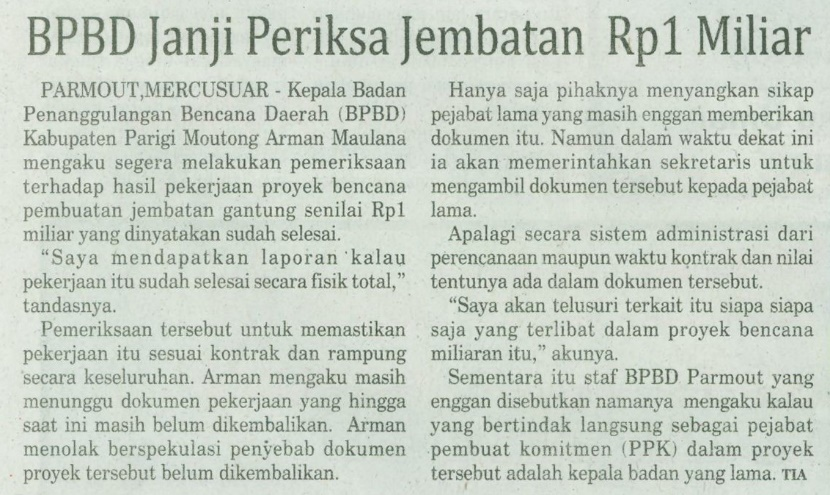 BPBD Janji Periksa Jembatan Rp1 Miliar
PARMOUT,MERCUSUAR - Kepala Badan
Penanggulangan Bencana Daerah (BPBD)
Kabupaten Parigi Moutong Arman Maulana
mengaku segera melakukan pemeriksaan
terhadap hasil pekerjaan proyek bencana
pembuatan jembatan gantung senilai Rp1
miliar yang dinyatakan sudah selesai.
“Saya mendapatkan laporan kalau
pekerjaan itu sudah selesai secara fisik total,”
tandasnya.
Pemeriksaan tersebut untuk memastikan
pekerjaan itu sesuai kontrak dan rampung
secara keseluruhan. Arman mengaku masih
menunggu dokumen pekerjaan yang hingga
saat ini masih belum dikembalikan. Arman
menolak berspekulasi penyebab dokumen
proyek tersebut belum dikembalikan.
Hanya saja pihaknya menyangkan sikap
pejabat lama yang masih enggan memberikan
dokumen itu. Namun dalam waktu dekat ini
ia akan memerintahkan sekretaris untuk
mengambil dokumen tersebut kepada pejabat
lama.
Apalagi secara sistem administrasi dari
perencanaan maupun waktu kontrak dan nilai
tentunya ada dalam dokumen tersebut.
“Saya akan telusuri terkait itu siapa siapa
saja yang terlibat dalam proyek bencana
miliaran itu,” akunya.
Sementara itu staf BPBD Parmout yang
enggan disebutkan namanya mengaku kalau
yang bertindak langsung sebagai pejabat
pembuat komitmen (PPK) dalam proyek
tersebut adalah kepala badan yang lama. TIA